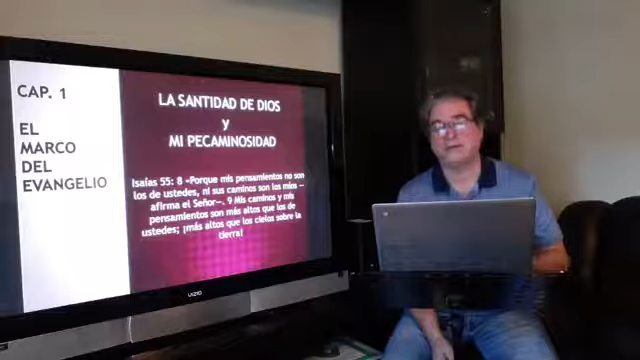 CAP. 1
EL
MARCO
DEL
EVANGELIO
LA SANTIDAD DE DIOS
y
MI PECAMINOSIDAD
Isaías 55: 8 «Porque mis pensamientos no son
los de ustedes, ni sus caminos son los míos —
afirma el Señor—. 9 Mis caminos y mis
pensamientos son más altos que los de
ustedes; ¡más altos que los cielos sobre la
tierra!
VIZIO